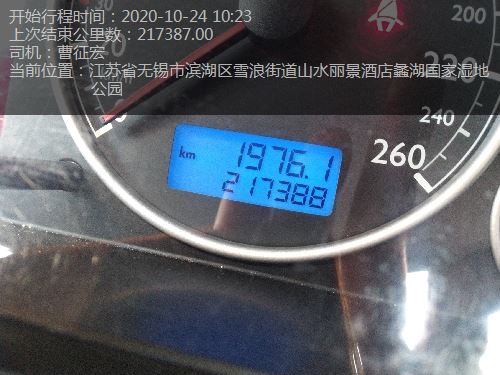 开始行程时间：2020-10-24 10:23
上次结束公里数：217387.00
司机：曹征宏
当前位置：江苏省无锡市滨湖区雪浪街道山水丽景酒店蠡湖国家湿地
公园
200
220
240
260
0
km 1976.1
217388